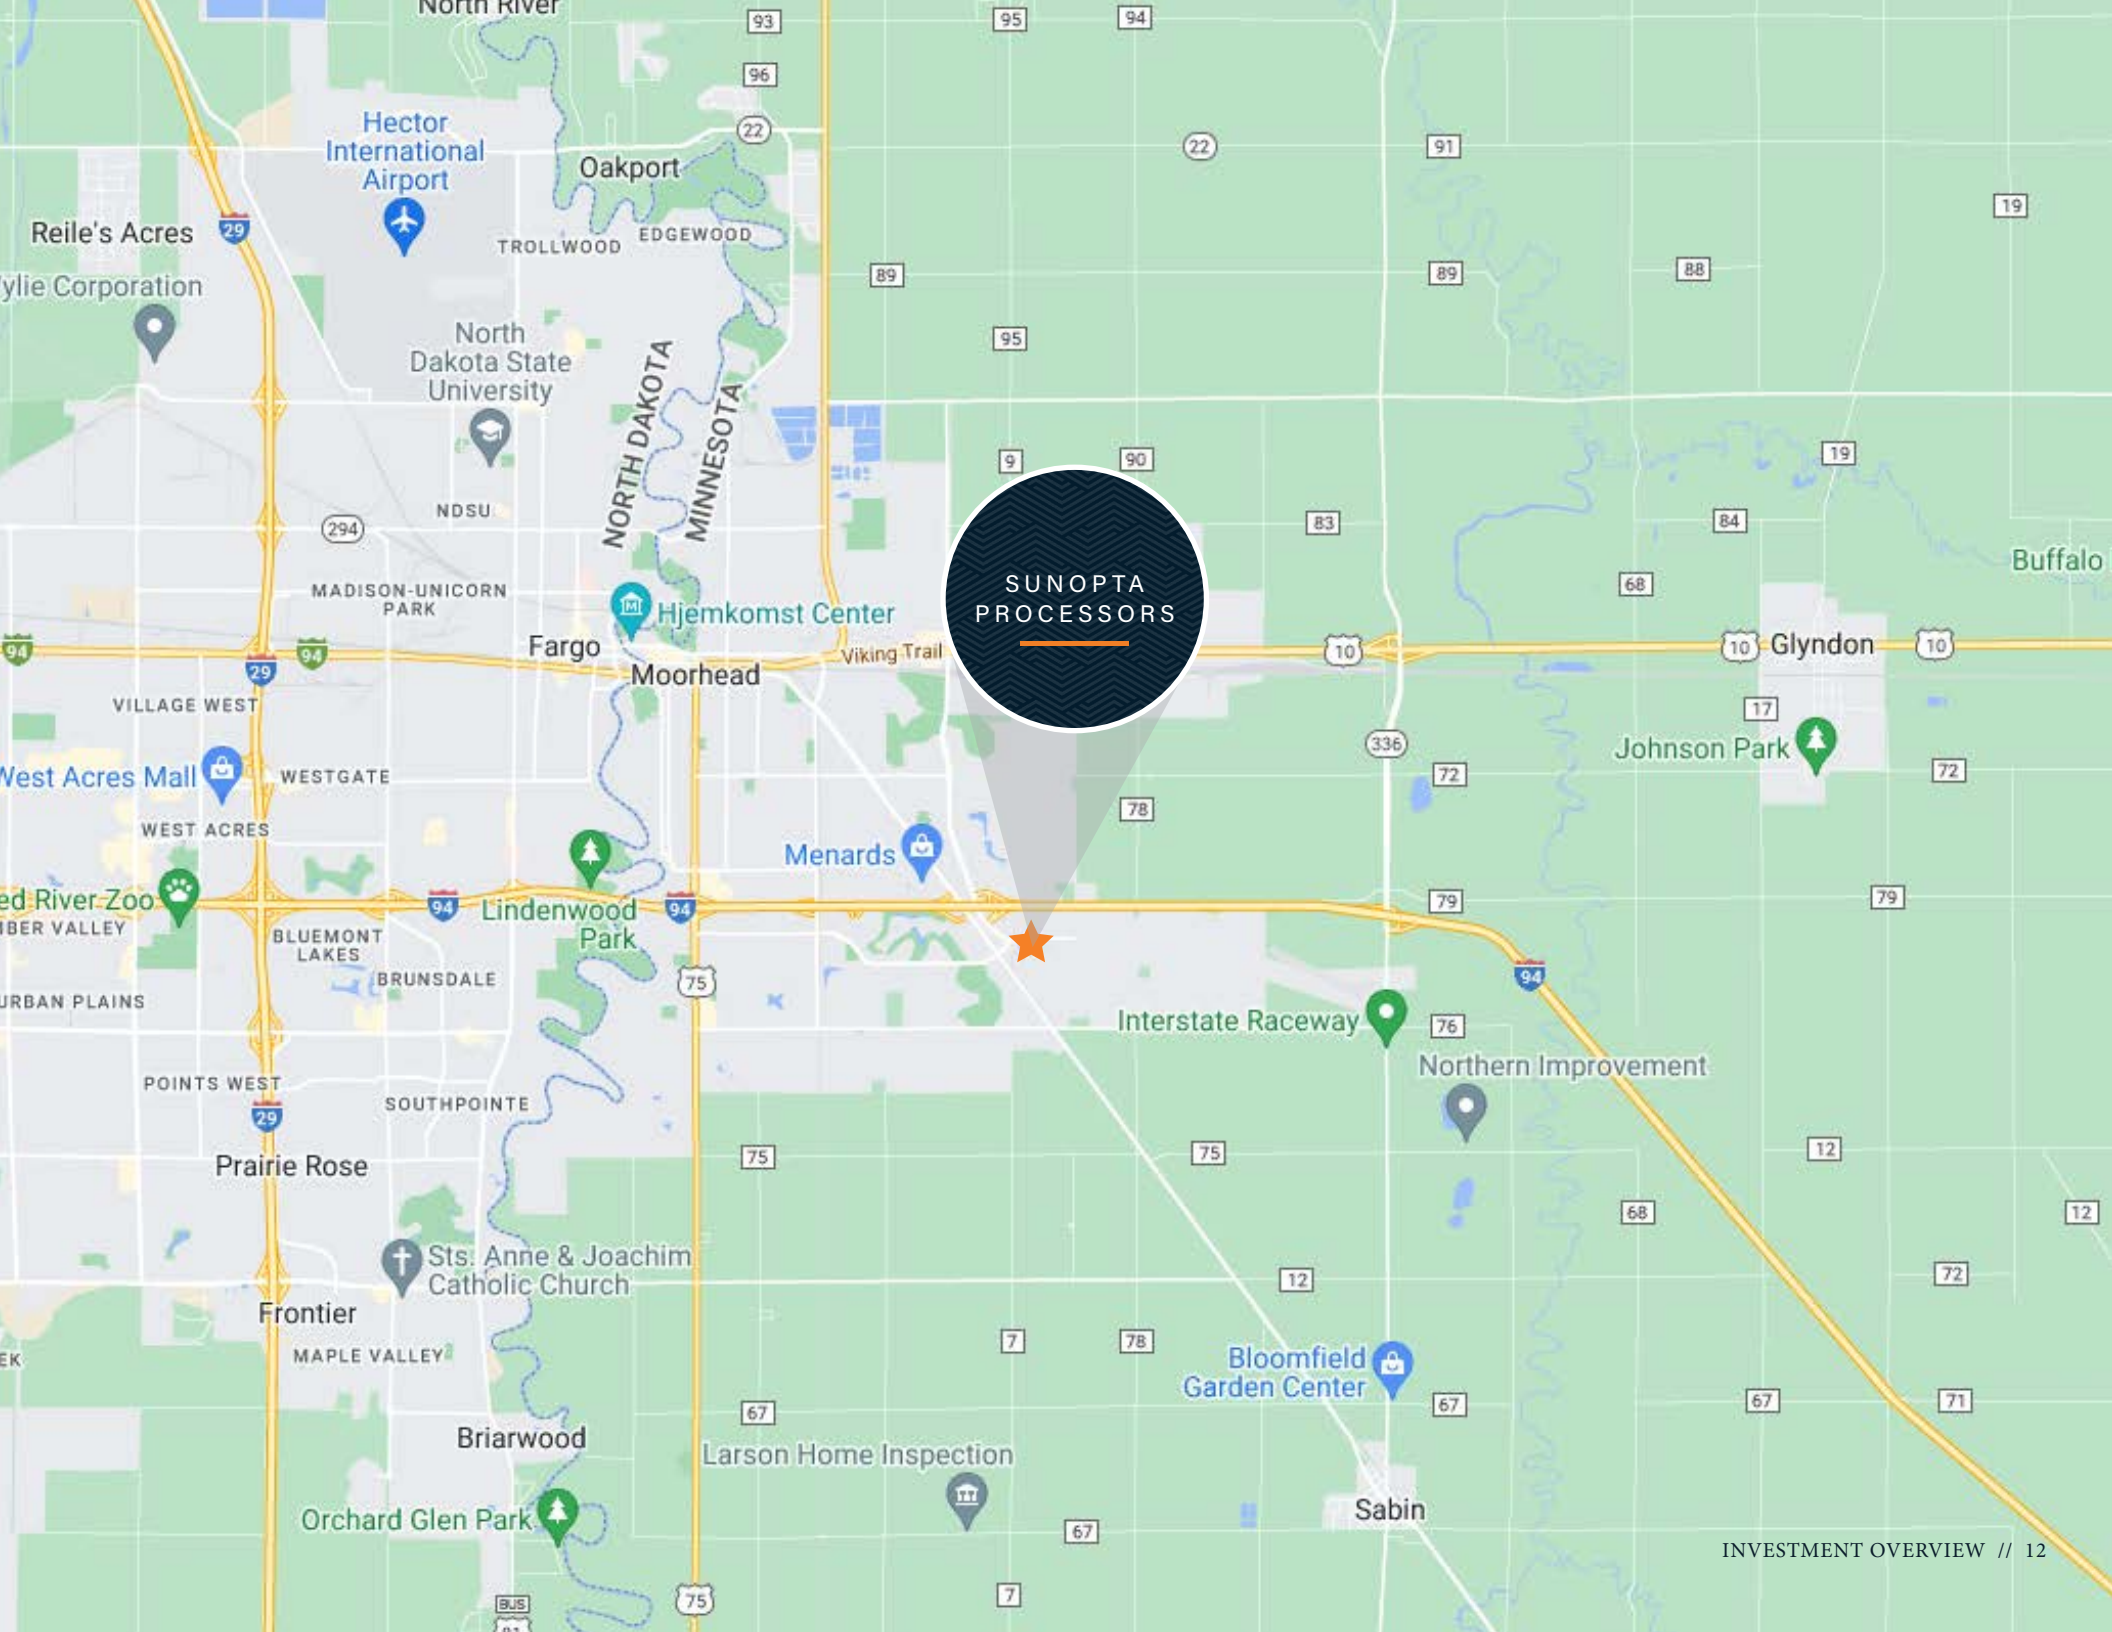 North River
93
95
94
96
Hector
International
Airport
22
Oakport
22
91
19
Reile's Acres
29
TROLLWOOD
EDGEWOOD
89
89
88
ylie Corporation
North
Dakota State
University
95
NORTH DAKOTA
MINNESOTA
9
90
19
NDSU
294
83
84
Buffalo
MADISON-UNICORN
PARK
SUNOPTA
PROCESSORS
68
Hjemkomst Center
94
29
94
Fargo
Moorhead
Viking Trail
10
10
Glyndon
10
VILLAGE WEST
17
336
Johnson Park
West Acres Mall
WESTGATE
72
72
78
WEST ACRES
Menards
ed River Zoo
94
Lindenwood
Park
94
79
79
BER VALLEY
BLUEMONT
LAKES
BRUNSDALE
75
94
URBAN PLAINS
Interstate Raceway
76
Northern Improvement
POINTS WEST
29
SOUTHPOINTE
75
75
12
Prairie Rose
68
12
Sts. Anne & Joachim
Catholic Church
12
72
Frontier
7
78
EK
MAPLE VALLEY
Bloomfield
Garden Center
67
67
67
71
Briarwood
Larson Home Inspection
Orchard Glen Park
Sabin
67
INVESTMENT OVERVIEW // 12
BUS
75
7